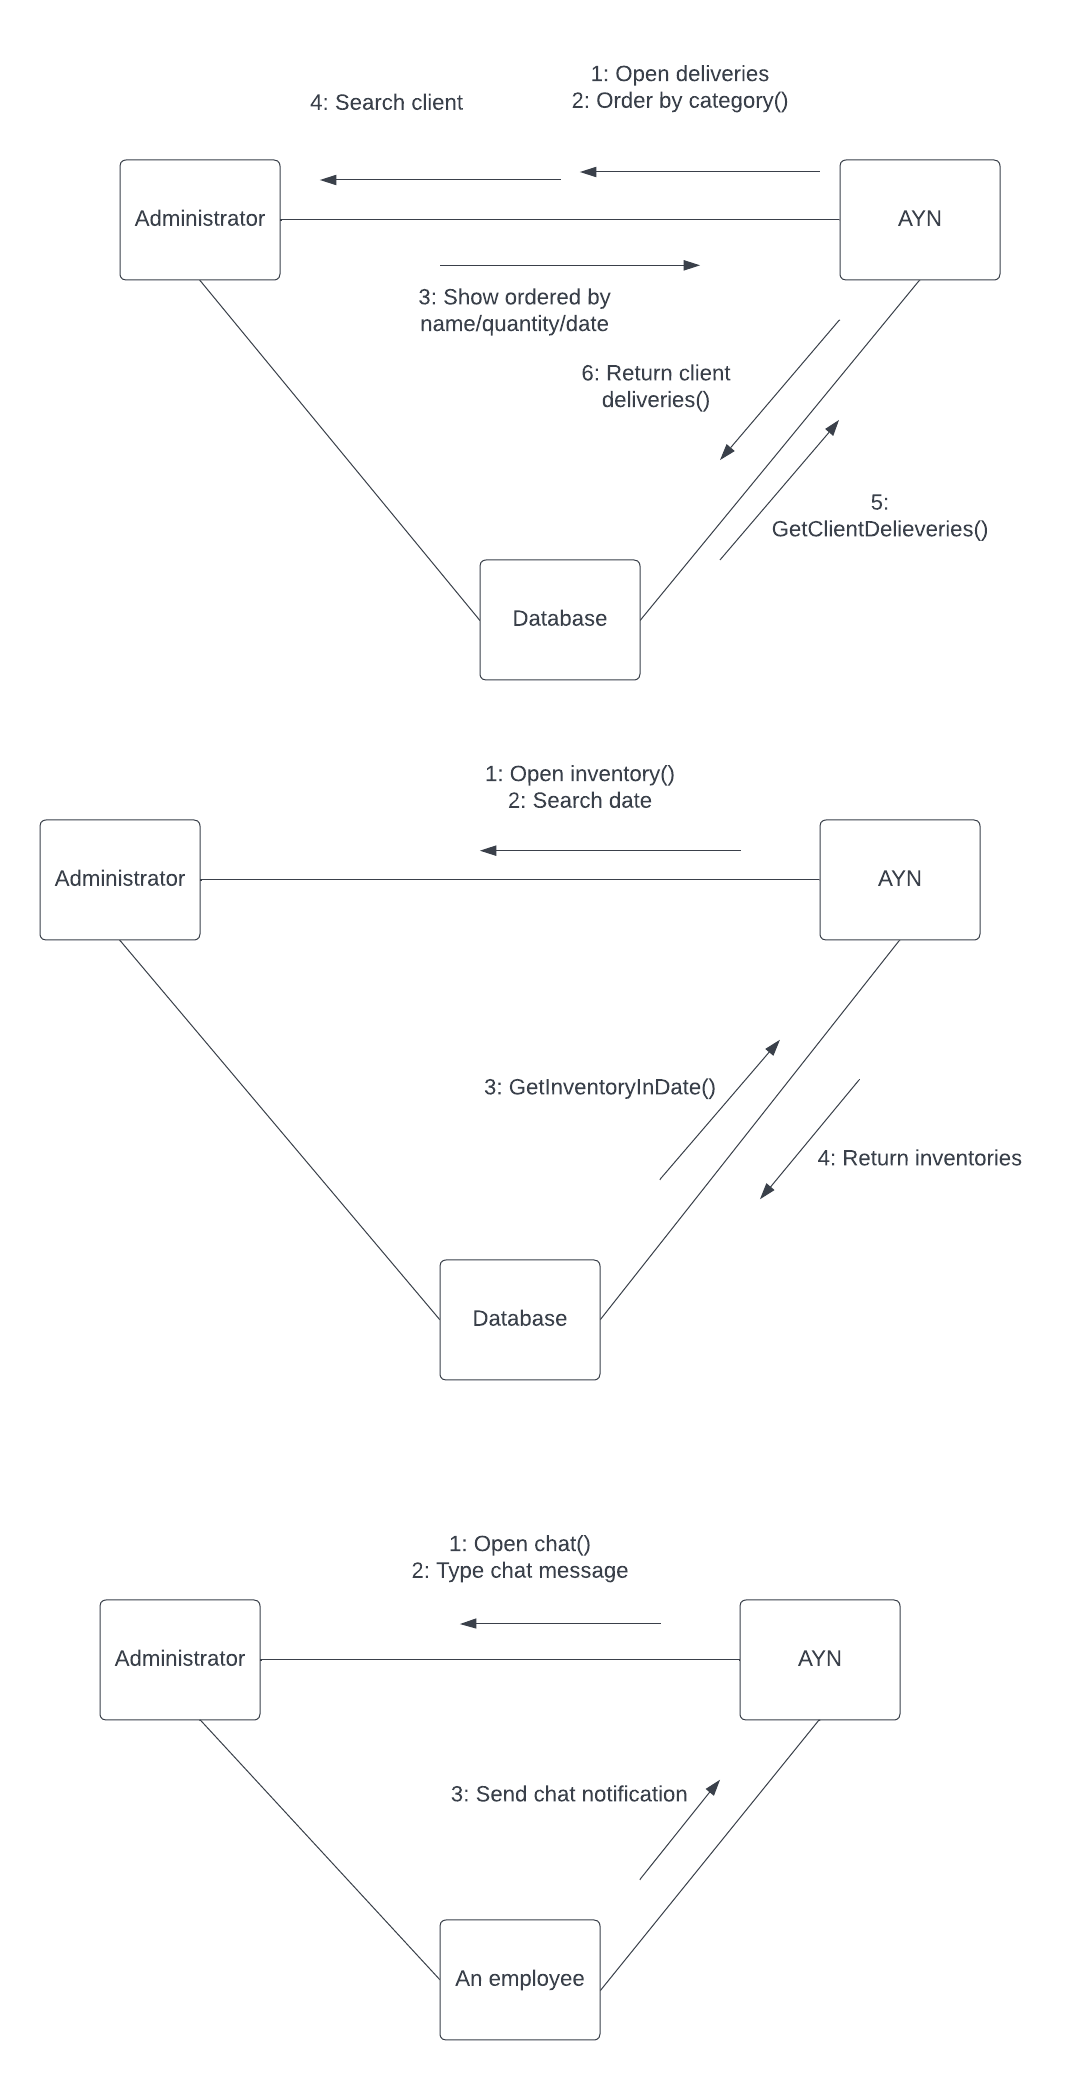 1: Open deliveries
2: Order by category()
4: Search client
Administrator
AYN
3: Show ordered by
name/quantity/date
6: Return client
deliveries()
5:
GetClientDelieveries()
Database
1: Open inventory()
2: Search date
Administrator
AYN
3: GetInventoryInDate()
4: Return inventories
Database
1: Open chat()
2: Type chat message
Administrator
AYN
3: Send chat notification
An employee